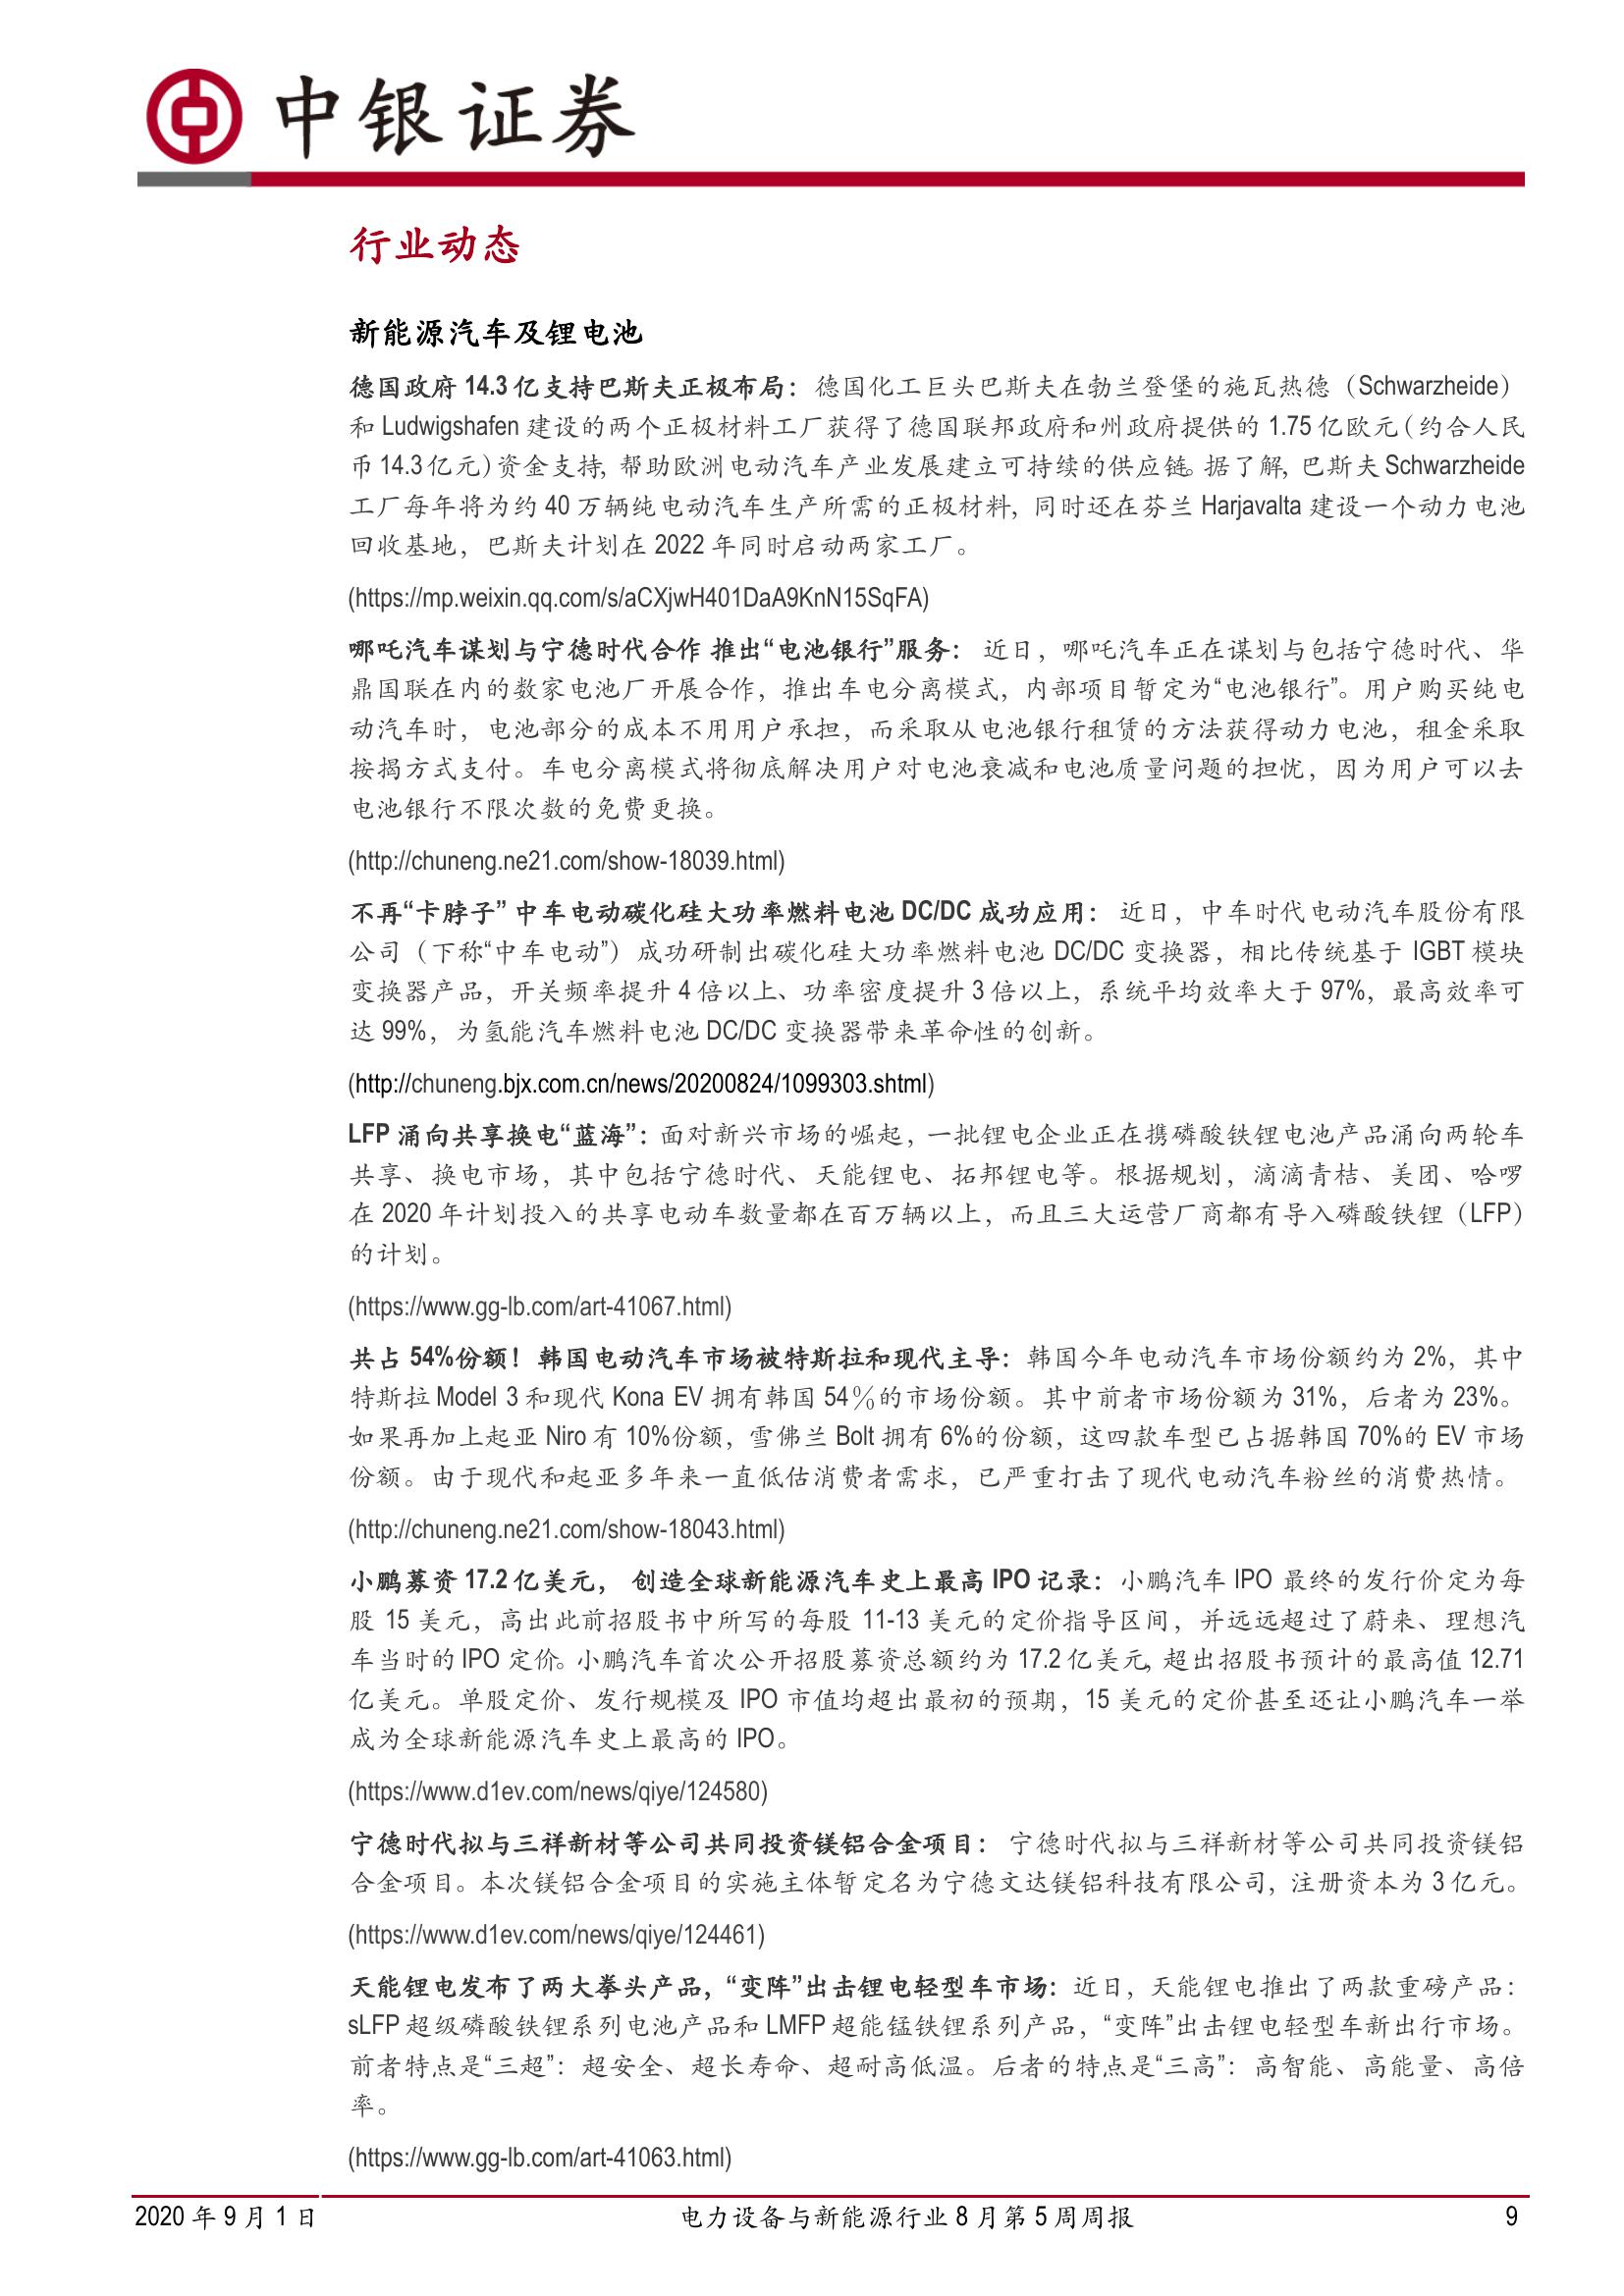 中银证券
行业动态
新能源汽车及锂电池
德国政府 14.3 亿支持巴斯夫正极布局：德国化工巨头巴斯夫在勃兰登堡的施瓦热德（Schwarzheide）
和 Ludwigshafen 建设的两个正极材料工厂获得了德国联邦政府和州政府提供的 1.75 亿欧元（约合人民
币 14.3 亿元）资金支持，帮助欧洲电动汽车产业发展建立可持续的供应链。据了解，巴斯夫 Schwarzheide
工厂每年将为约 40 万辆纯电动汽车生产所需的正极材料，同时还在芬兰 Harjavalta 建设一个动力电池
回收基地，巴斯夫计划在 2022 年同时启动两家工厂。
(https://mp.weixin.qq.com/s/aCXjwH401DaA9KnN15SqFA)
哪吒汽车谋划与宁德时代合作 推出“电池银行”服务： 近日，哪吒汽车正在谋划与包括宁德时代、华
鼎国联在内的数家电池厂开展合作，推出车电分离模式，内部项目暂定为“电池银行”。用户购买纯电
动汽车时，电池部分的成本不用用户承担，而采取从电池银行租赁的方法获得动力电池，租金采取
按揭方式支付。车电分离模式将彻底解决用户对电池衰减和电池质量问题的担忧，因为用户可以去
电池银行不限次数的免费更换。
(http://chuneng.ne21.com/show-18039.html)
不再“卡脖子” 中车电动碳化硅大功率燃料电池 DC/DC 成功应用： 近日，中车时代电动汽车股份有限
公司（下称“中车电动”）成功研制出碳化硅大功率燃料电池 DC/DC 变换器，相比传统基于 IGBT 模块
变换器产品，开关频率提升 4 倍以上、功率密度提升 3 倍以上，系统平均效率大于 97%，最高效率可
达 99%，为氢能汽车燃料电池 DC/DC 变换器带来革命性的创新。
(http://chuneng.bjx.com.cn/news/20200824/1099303.shtml)
LFP 涌向共享换电“蓝海”：面对新兴市场的崛起，一批锂电企业正在携磷酸铁锂电池产品涌向两轮车
共享、换电市场，其中包括宁德时代、天能锂电、拓邦锂电等。根据规划，滴滴青桔、美团、哈啰
在 2020 年计划投入的共享电动车数量都在百万辆以上，而且三大运营厂商都有导入磷酸铁锂（LFP）
的计划。
(https://www.gg-lb.com/art-41067.html)
共占 54%份额！韩国电动汽车市场被特斯拉和现代主导：韩国今年电动汽车市场份额约为 2%，其中
特斯拉 Model 3 和现代 Kona EV 拥有韩国 54％的市场份额。其中前者市场份额为 31%，后者为 23%。
如果再加上起亚 Niro 有 10%份额，雪佛兰 Bolt 拥有 6%的份额，这四款车型已占据韩国 70%的 EV 市场
份额。由于现代和起亚多年来一直低估消费者需求，已严重打击了现代电动汽车粉丝的消费热情。
(http://chuneng.ne21.com/show-18043.html)
小鹏募资 17.2 亿美元， 创造全球新能源汽车史上最高 IPO 记录：小鹏汽车 IPO 最终的发行价定为每
股 15 美元，高出此前招股书中所写的每股 11-13 美元的定价指导区间，并远远超过了蔚来、理想汽
车当时的 IPO 定价。小鹏汽车首次公开招股募资总额约为 17.2 亿美元，超出招股书预计的最高值 12.71
亿美元。单股定价、发行规模及 IPO 市值均超出最初的预期，15 美元的定价甚至还让小鹏汽车一举
成为全球新能源汽车史上最高的 IPO。
(https://www.d1ev.com/news/qiye/124580)
宁德时代拟与三祥新材等公司共同投资镁铝合金项目： 宁德时代拟与三祥新材等公司共同投资镁铝
合金项目。本次镁铝合金项目的实施主体暂定名为宁德文达镁铝科技有限公司，注册资本为 3 亿元。
(https://www.d1ev.com/news/qiye/124461)
天能锂电发布了两大拳头产品，“变阵”出击锂电轻型车市场：近日，天能锂电推出了两款重磅产品：
sLFP 超级磷酸铁锂系列电池产品和 LMFP 超能锰铁锂系列产品，“变阵”出击锂电轻型车新出行市场。
前者特点是“三超”：超安全、超长寿命、超耐高低温。后者的特点是“三高”：高智能、高能量、高倍
率。
(https://www.gg-lb.com/art-41063.html)
2020 年 9 月 1 日
电力设备与新能源行业 8 月第 5 周周报
9